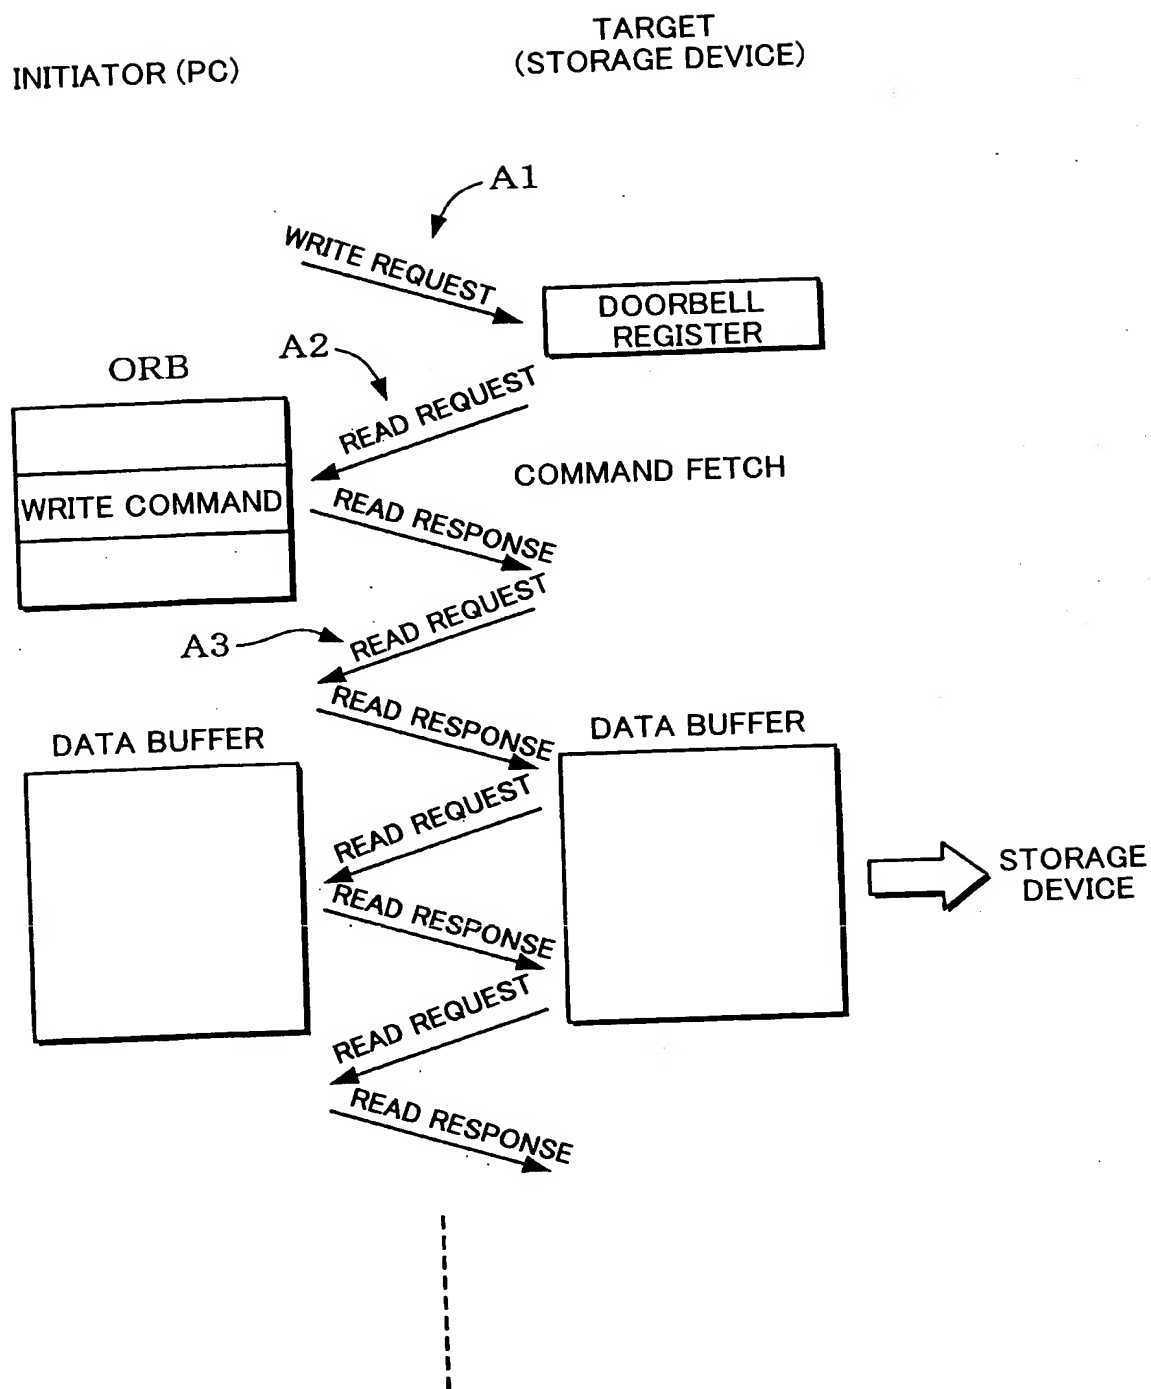 TARGET
(STORAGE DEVICE)
INITIATOR (PC)
A1
WRITE REQUEST
DOORBELL
REGISTER
A2
ORB
READ REQUEST
COMMAND FETCH
WRITE COMMAND
READ RESPONSE
READ REQUEST
A3
READ RESPONSE
DATA BUFFER
DATA BUFFER
READ REQUEST
STORAGE
DEVICE
READ RESPONSE
READ REQUEST
READ RESPONSE